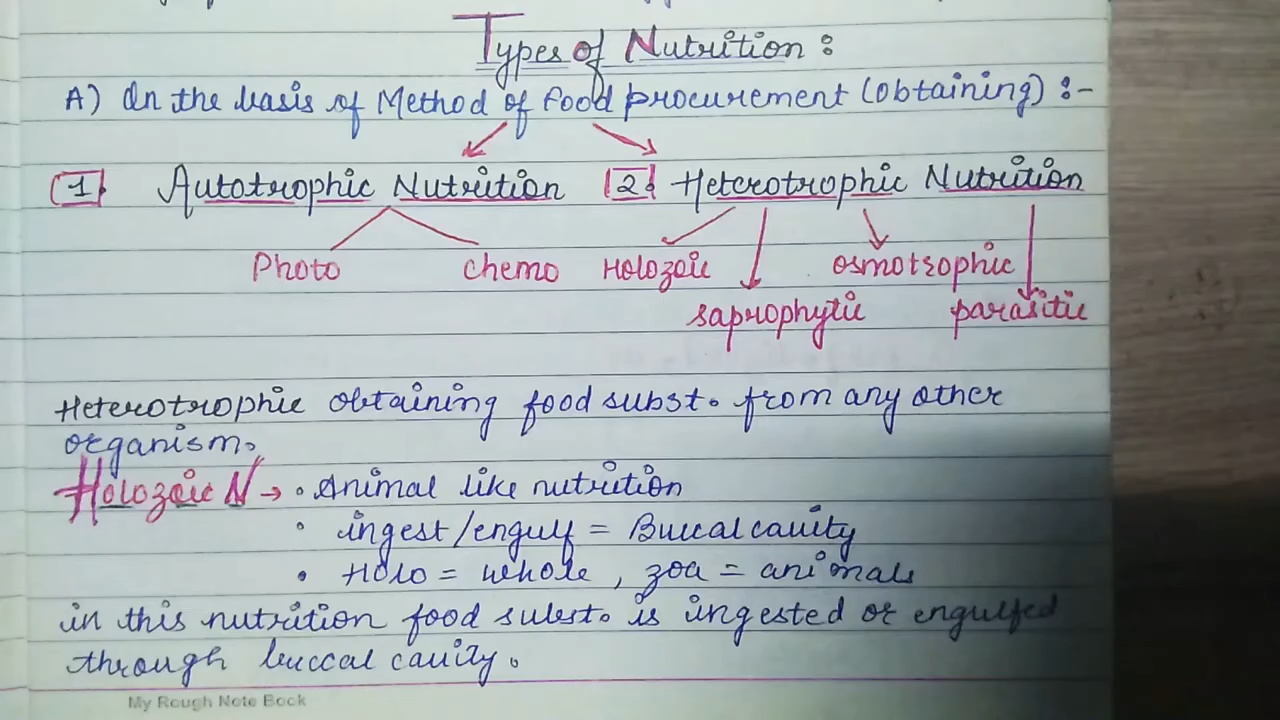 Types of Nutrition :
A) On the basis of Method of food procurement (obtaining) :-
1 Autotrophic Nutrition 2 Heterotrophic Nutrition
Photo chemo Holozoic osmotrophic
saprophytic parasitic
Heterotrophic obtaining food subst. from any other
organism.
Holozoic N → • Animal like nutrition
• ingest/engulf = Buccal cavity
• Holo = whole, zoa = animals
in this nutrition food subst. is ingested or engulfed
through buccal cavity.
My Rough Note Book